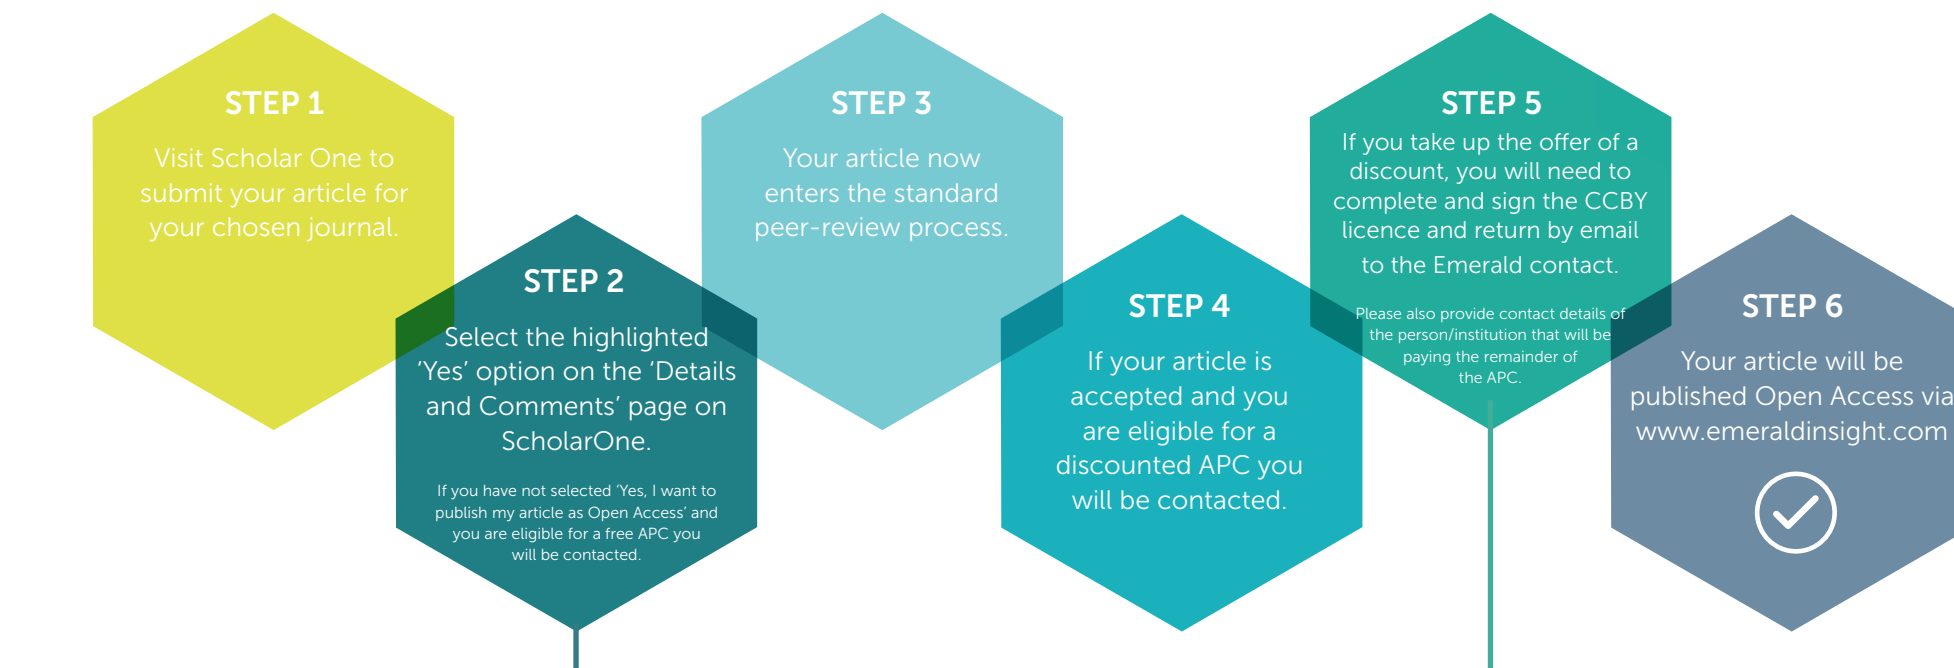 STEP 1
Visit Scholar One to
submit your article for
your chosen journal.
STEP 2
Select the highlighted
‘Yes’ option on the ‘Details
and Comments’ page on
ScholarOne.
If you have not selected ‘Yes, I want to
publish my article as Open Access’ and
you are eligible for a free APC you
will be contacted.
STEP 3
Your article now
enters the standard
peer-review process.
STEP 4
If your article is
accepted and you
are eligible for a
discounted APC you
will be contacted.
STEP 5
If you take up the offer of a
discount, you will need to
complete and sign the CCBY
licence and return by email
to the Emerald contact.
Please also provide contact details of
the person/institution that will be
paying the remainder of
the APC.
STEP 6
Your article will be
published Open Access via
www.emeraldinsight.com